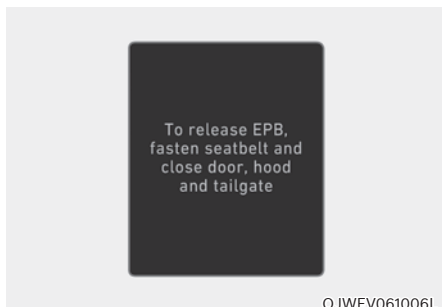 To release EPB,
fasten seatbelt and
close door, hood
and tailgate
OJWEV061006L